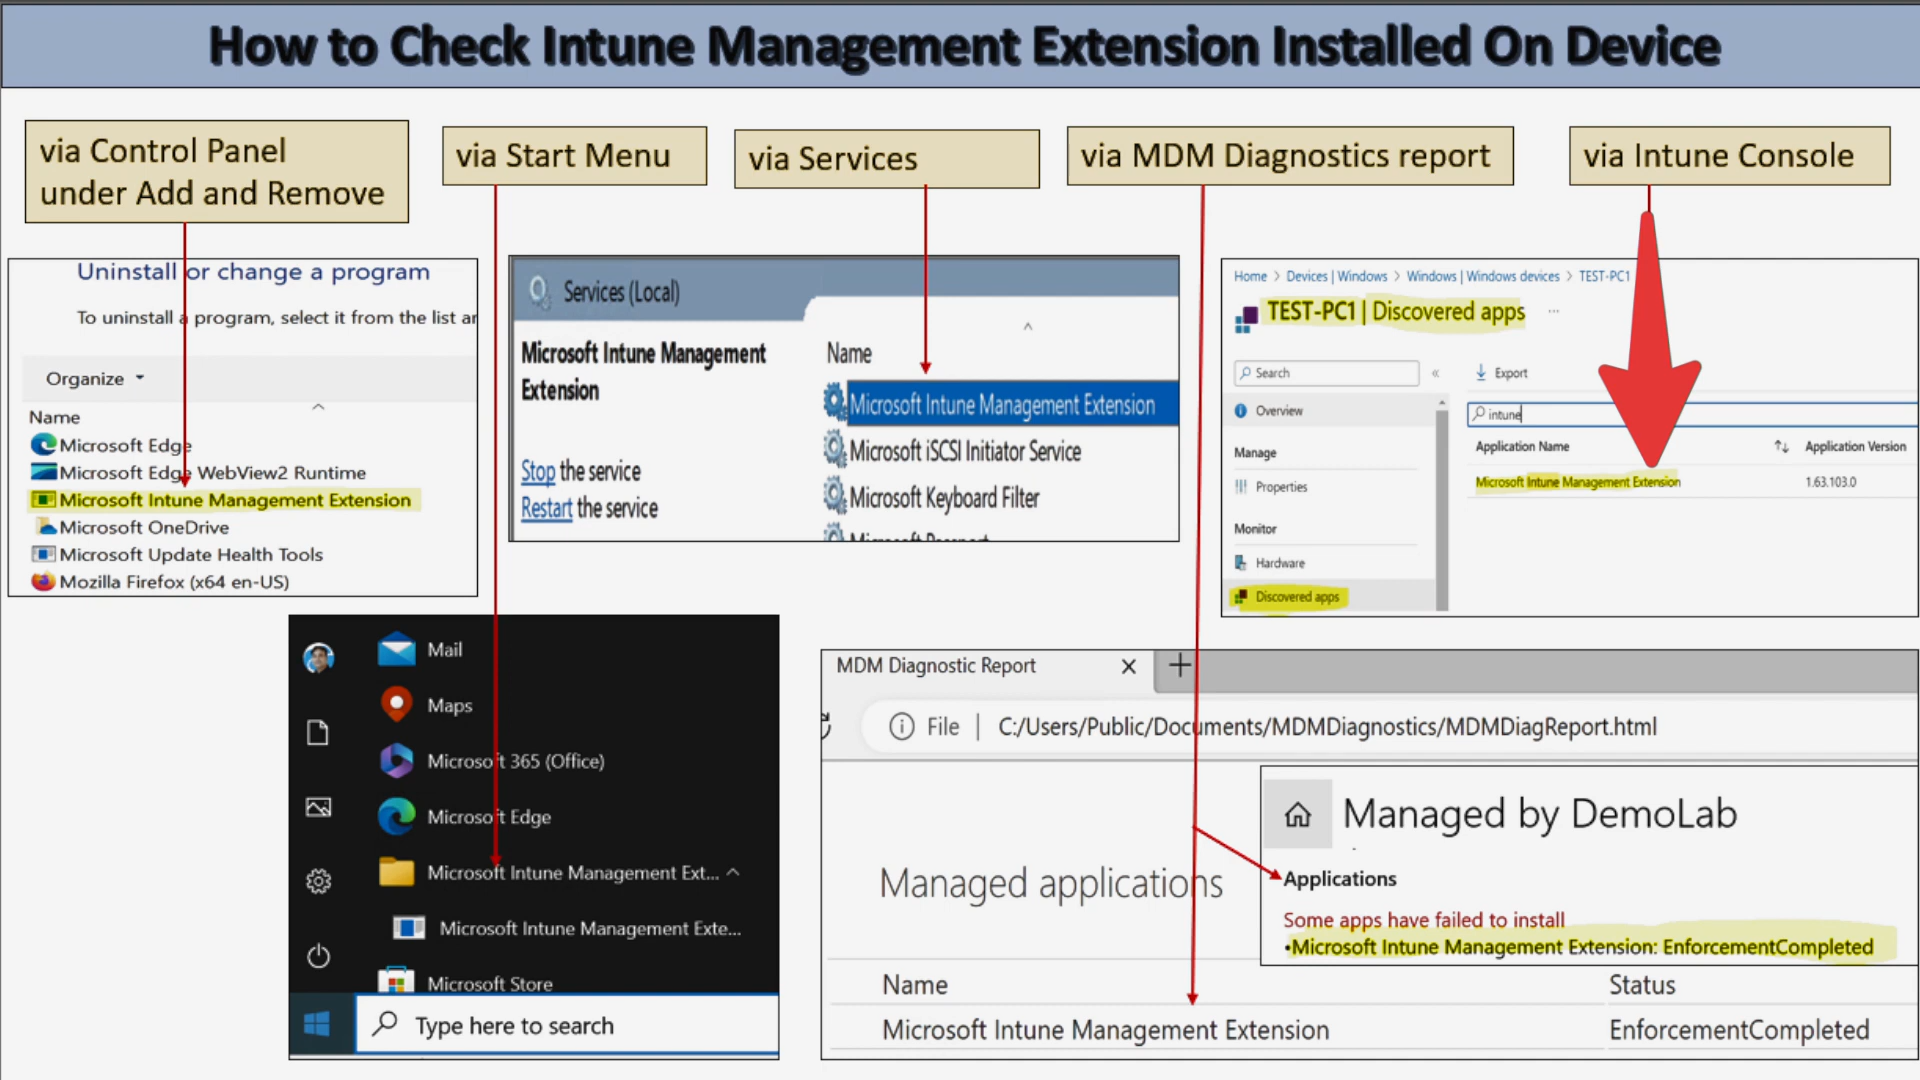 How to Check Intune Management Extension Installed On Device
via Control Panel
under Add and Remove
via Start Menu
via Services
via MDM Diagnostics report
via Intune Console
Uninstall or change a program
To uninstall a program, select it from the list
Organize
Name
Microsoft Edge
Microsoft Edge WebView2 Runtime
Microsoft Intune Management Extension
Microsoft OneDrive
Microsoft Update Health Tools
Mozilla Firefox (x64 en-US)
Services (Local)
Microsoft Intune Management
Extension
Stop the service
Restart the service
Name
Microsoft Intune Management Extension
Microsoft iSCSI Initiator Service
Microsoft Keyboard Filter
Home > Devices | Windows > Windows | Windows devices > TEST-PC1
TEST-PC1 | Discovered apps ...
Search «
Export
Overview
intune
Manage
Application Name ↑↓ Application Version
Properties
Microsoft Intune Management Extension 1.63.103.0
Monitor
Hardware
Discovered apps
Mail
Maps
Microsoft 365 (Office)
Microsoft Edge
Microsoft Intune Management Ext...
Microsoft Intune Management Exte...
Microsoft Store
Type here to search
MDM Diagnostic Report
File | C:/Users/Public/Documents/MDMDiagnostics/MDMDiagReport.html
Managed applications
Managed by DemoLab
Applications
Some apps have failed to install
•Microsoft Intune Management Extension: EnforcementCompleted
Name Status
Microsoft Intune Management Extension EnforcementCompleted